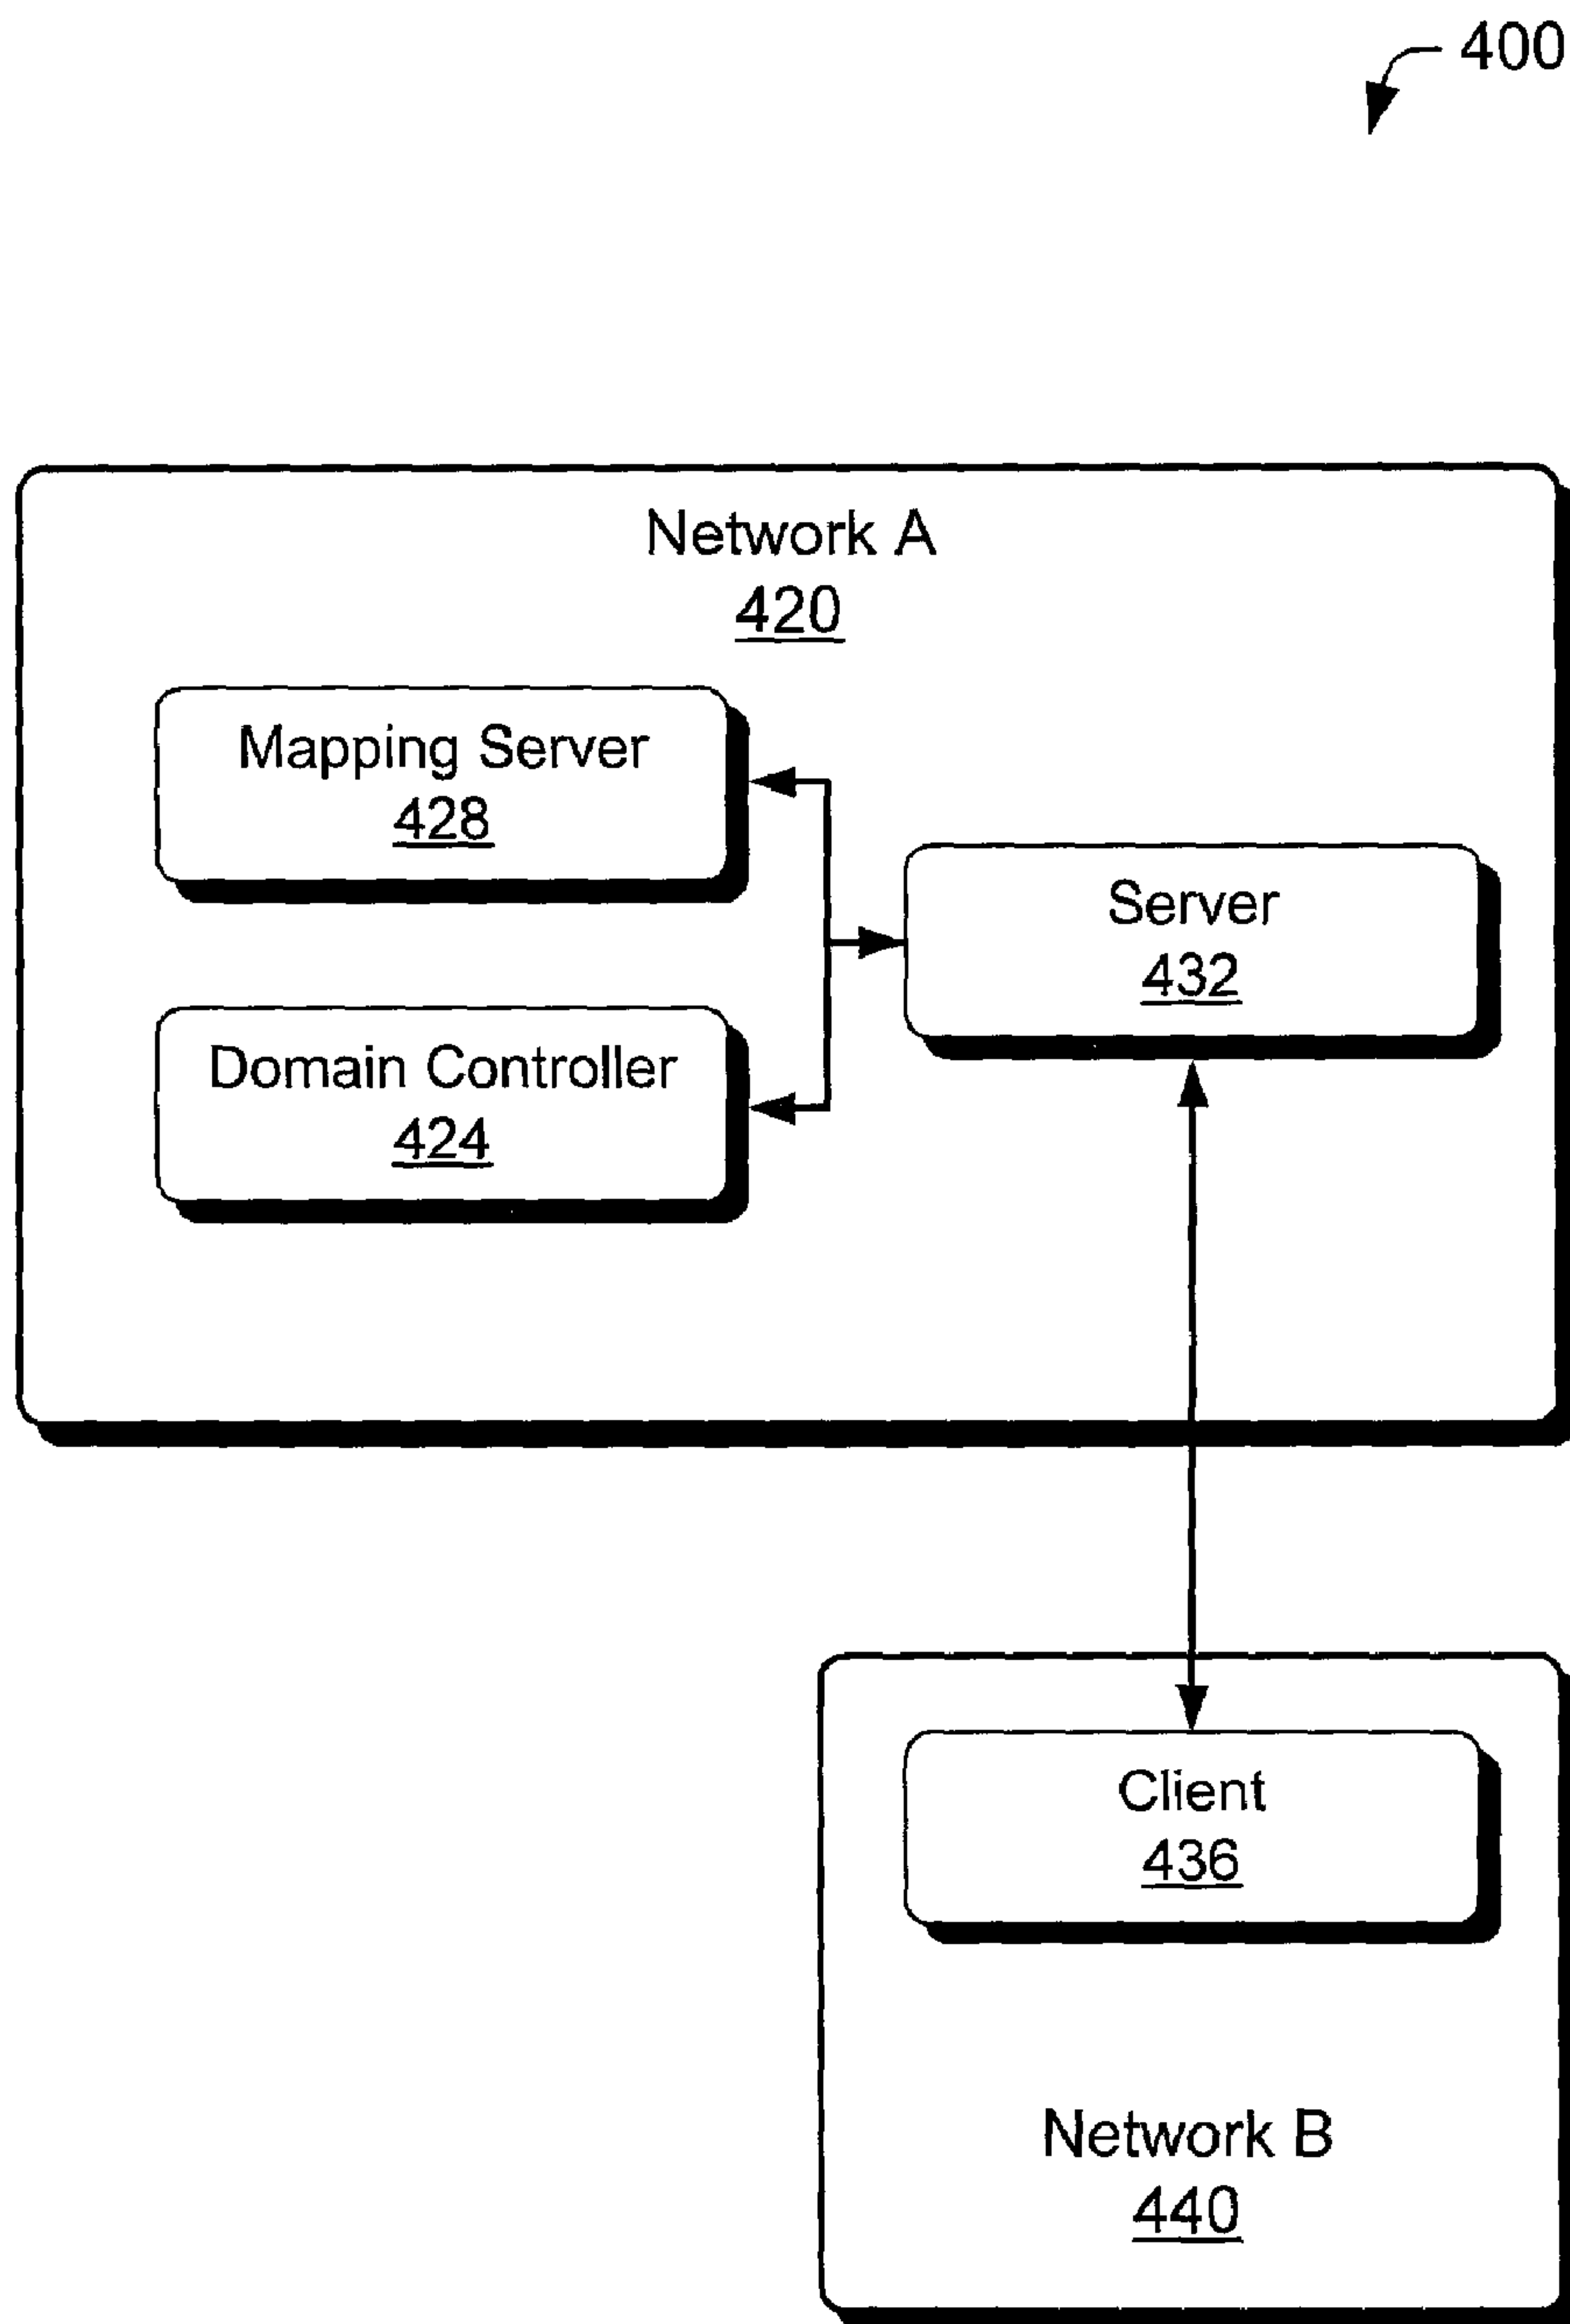 400
Network A
420
Mapping Server
428
Server
432
Domain Controller
424
Client
436
Network B
440